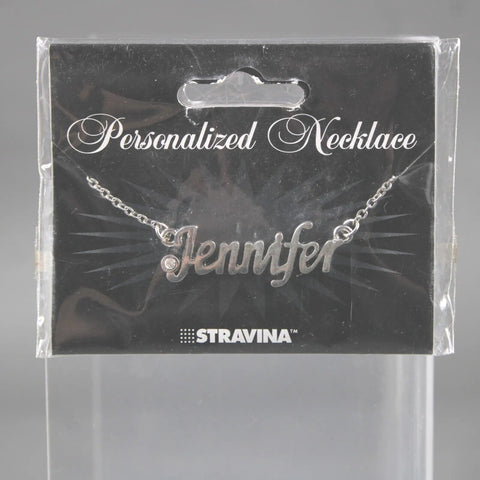 Personalized Necklace
Jennifer
STRAVINA™